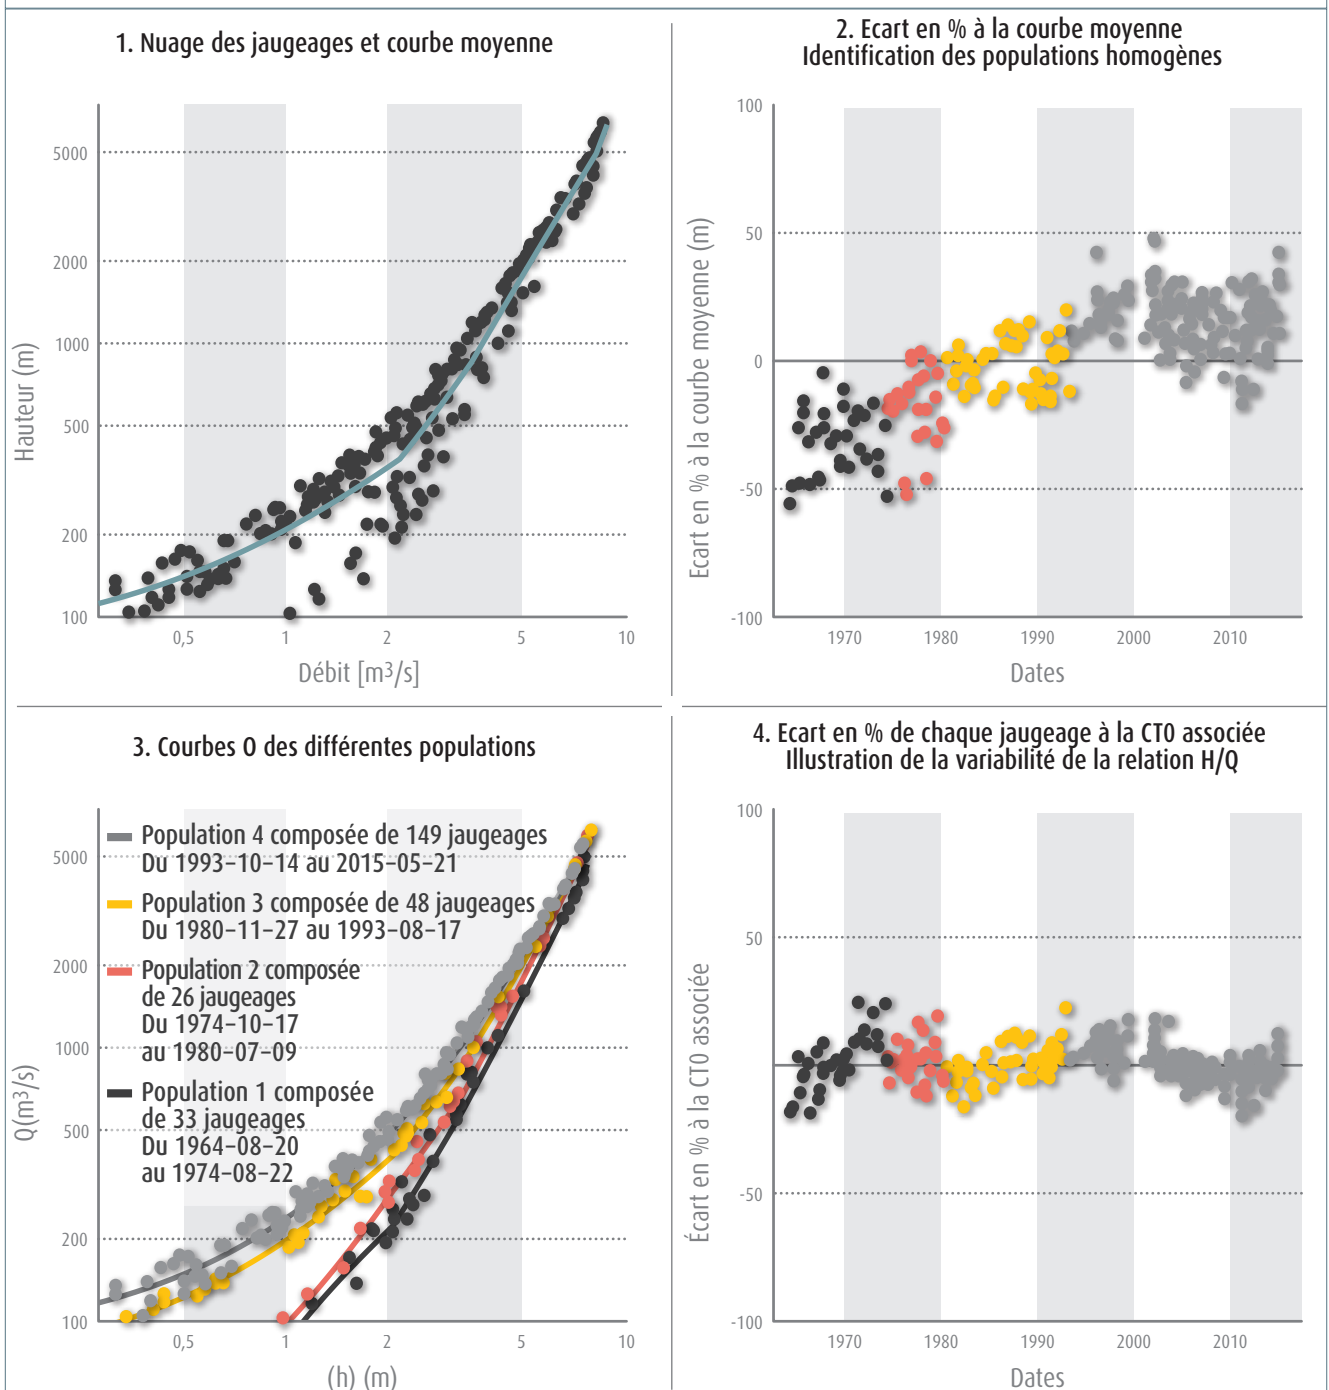 1. Nuage des jaugeages et courbe moyenne
5000
2000
1000
500
200
100
Hauteur (m)
0,5
1
2
5
10
Débit [m³/s]
2. Ecart en % à la courbe moyenne
Identification des populations homogènes
100
50
0
-50
-100
Ecart en % à la courbe moyenne (m)
1970
1980
1990
2000
2010
Dates
3. Courbes O des différentes populations
Population 4 composée de 149 jaugeages
Du 1993-10-14 au 2015-05-21
Population 3 composée de 48 jaugeages
Du 1980-11-27 au 1993-08-17
Population 2 composée
de 26 jaugeages
Du 1974-10-17
au 1980-07-09
Population 1 composée
de 33 jaugeages
Du 1964-08-20
au 1974-08-22
5000
2000
1000
500
200
100
Q(m³/s)
0,5
1
2
5
10
(h) (m)
4. Ecart en % de chaque jaugeage à la CT0 associée
Illustration de la variabilité de la relation H/Q
100
50
0
-50
-100
Écart en % à la CT0 associée
1970
1980
1990
2000
2010
Dates